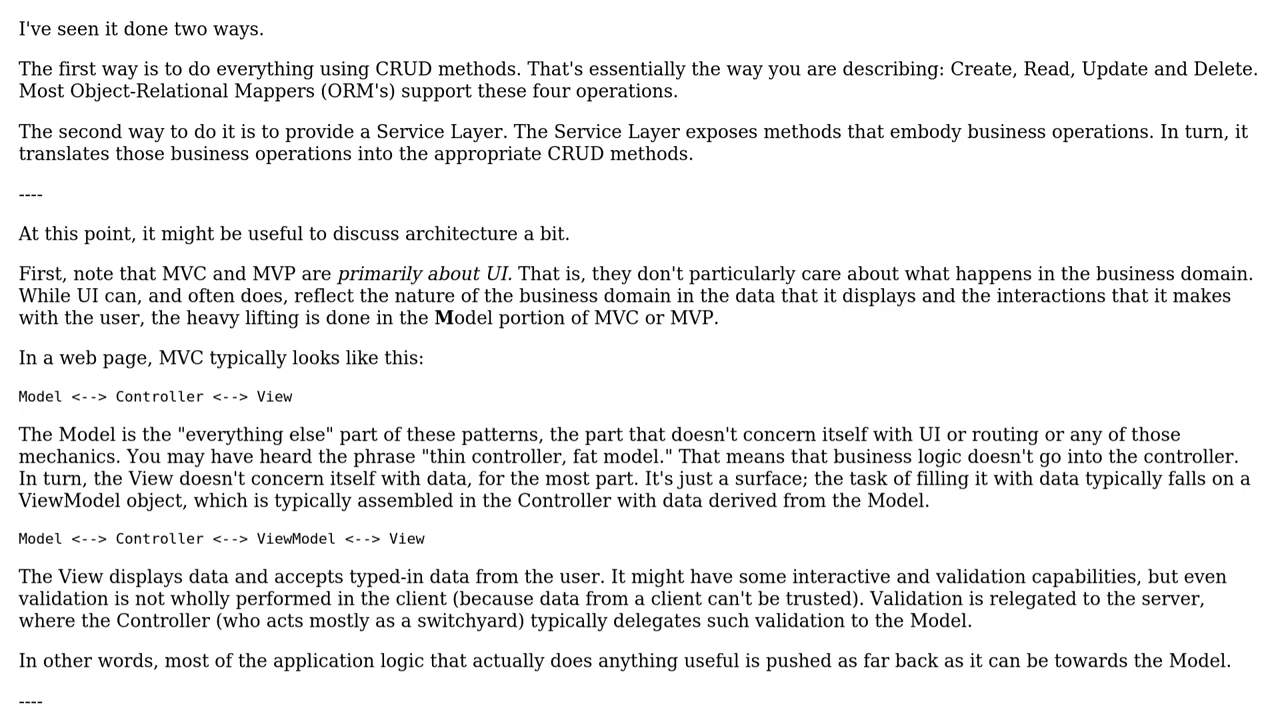 I've seen it done two ways.
The first way is to do everything using CRUD methods. That's essentially the way you are describing: Create, Read, Update and Delete.
Most Object-Relational Mappers (ORM's) support these four operations.
The second way to do it is to provide a Service Layer. The Service Layer exposes methods that embody business operations. In turn, it
translates those business operations into the appropriate CRUD methods.
----
At this point, it might be useful to discuss architecture a bit.
First, note that MVC and MVP are primarily about UI. That is, they don't particularly care about what happens in the business domain.
While UI can, and often does, reflect the nature of the business domain in the data that it displays and the interactions that it makes
with the user, the heavy lifting is done in the Model portion of MVC or MVP.
In a web page, MVC typically looks like this:
Model <--> Controller <--> View
The Model is the "everything else" part of these patterns, the part that doesn't concern itself with UI or routing or any of those
mechanics. You may have heard the phrase "thin controller, fat model." That means that business logic doesn't go into the controller.
In turn, the View doesn't concern itself with data, for the most part. It's just a surface; the task of filling it with data typically falls on a
ViewModel object, which is typically assembled in the Controller with data derived from the Model.
Model <--> Controller <--> ViewModel <--> View
The View displays data and accepts typed-in data from the user. It might have some interactive and validation capabilities, but even
validation is not wholly performed in the client (because data from a client can't be trusted). Validation is relegated to the server,
where the Controller (who acts mostly as a switchyard) typically delegates such validation to the Model.
In other words, most of the application logic that actually does anything useful is pushed as far back as it can be towards the Model.
----